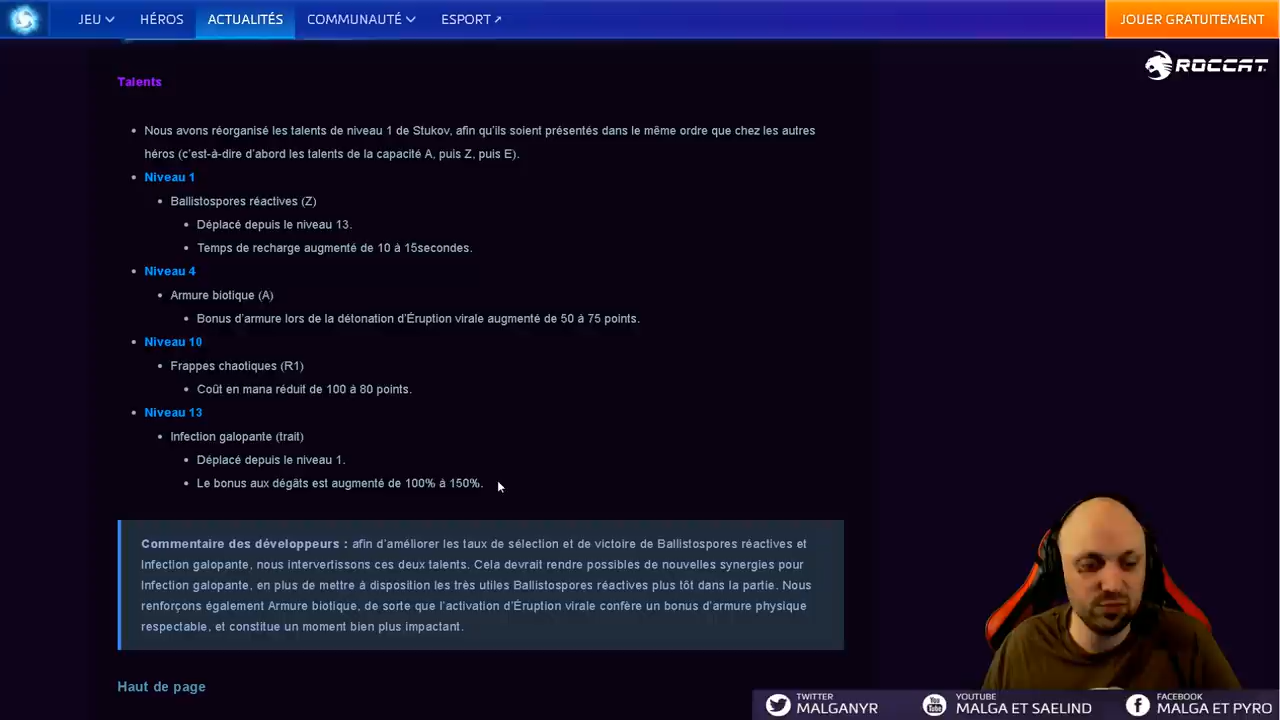 JEU HÉROS ACTUALITÉS COMMUNAUTÉ ESPORT JOUER GRATUITEMENT
ROCCAT
Talents
Nous avons réorganisé les talents de niveau 1 de Stukov, afin qu'ils soient présentés dans le même ordre que chez les autres
héros (c'est-à-dire d'abord les talents de la capacité A, puis Z, puis E).
Niveau 1
Ballistospores réactives (Z)
Déplacé depuis le niveau 13.
Temps de recharge augmenté de 10 à 15secondes.
Niveau 4
Armure biotique (A)
Bonus d'armure lors de la détonation d'Éruption virale augmenté de 50 à 75 points.
Niveau 10
Frappes chaotiques (R1)
Coût en mana réduit de 100 à 80 points.
Niveau 13
Infection galopante (trait)
Déplacé depuis le niveau 1.
Le bonus aux dégâts est augmenté de 100% à 150%.
Commentaire des développeurs : afin d'améliorer les taux de sélection et de victoire de Ballistospores réactives et
Infection galopante, nous intervertissons ces deux talents. Cela devrait rendre possibles de nouvelles synergies pour
Infection galopante, en plus de mettre à disposition les très utiles Ballistospores réactives plus tôt dans la partie. Nous
renforçons également Armure biotique, de sorte que l'activation d'Éruption virale confère un bonus d'armure physique
respectable, et constitue un moment bien plus impactant.
Haut de page
TWITTER
MALGANYR
YOUTUBE
MALGA ET SAELIND
FACEBOOK
MALGA ET PYRO